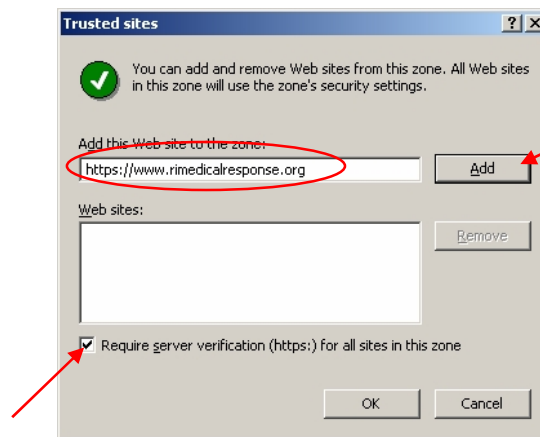 Trusted sites
You can add and remove Web sites from this zone. All Web sites
in this zone will use the zone's security settings.
Add this Web site to the zone:
https://www.rimedicalresponse.org
Add
Web sites:
Remove
Require server verification (https:) for all sites in this zone
OK
Cancel